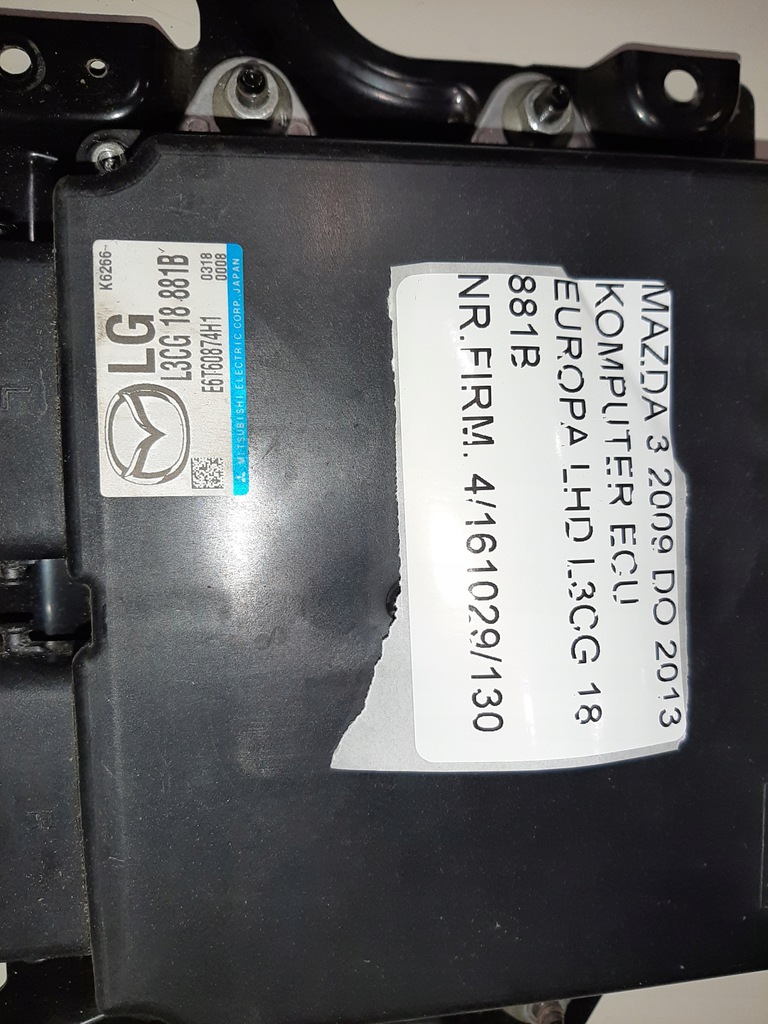 K6266
LG
L3CG 18 881B
0318
E6T60874H1
0008
MITSUBISHI ELECTRIC CORP. JAPAN
MAZDA 3 2009 DO 2013
KOMPUTER ECU
EUROPA LHD L3CG 18
881B
NR.FIRM. 4/161029/130